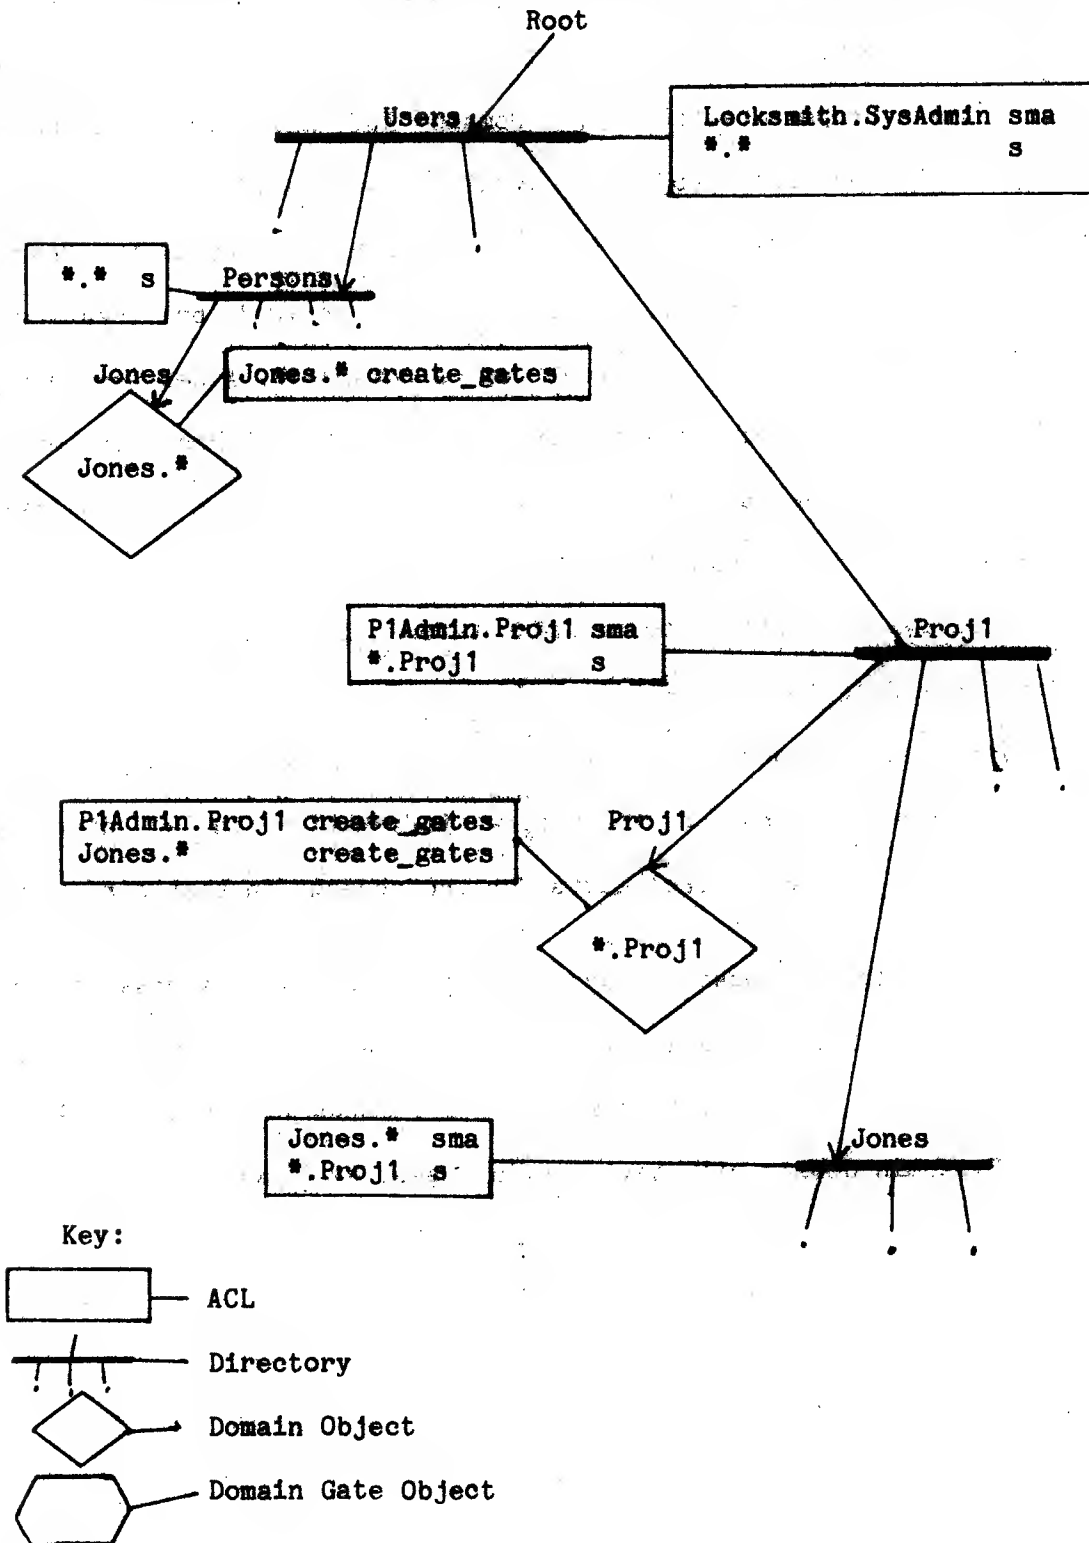 Root
Users
Locksmith.SysAdmin sma
*.* s
*.* s
Persons
Jones
Jones.* create_gates
Jones.*
P1Admin.Proj1 sma
*.Proj1 s
Proj1
P1Admin.Proj1 create_gates
Jones.* create_gates
Proj1
*.Proj1
Jones.* sma
*.Proj1 s
Jones
Key:
ACL
Directory
Domain Object
Domain Gate Object